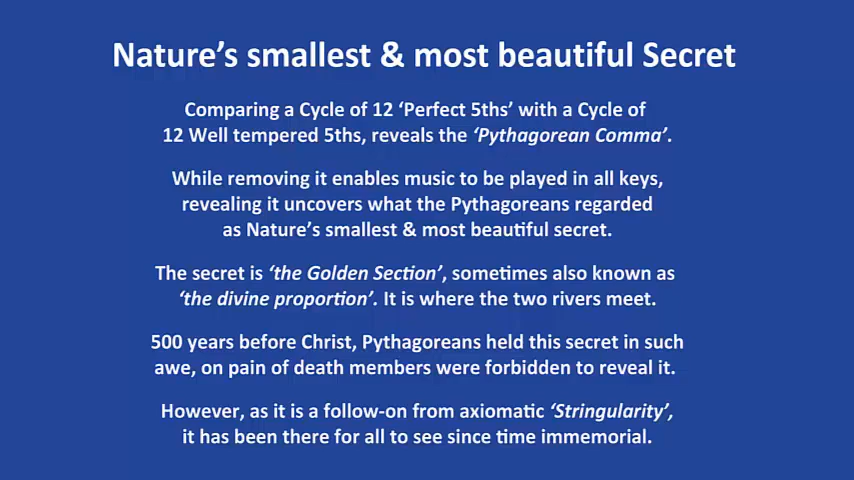 Nature’s smallest & most beautiful Secret
Comparing a Cycle of 12 ‘Perfect 5ths’ with a Cycle of
12 Well tempered 5ths, reveals the ‘Pythagorean Comma’.
While removing it enables music to be played in all keys,
revealing it uncovers what the Pythagoreans regarded
as Nature’s smallest & most beautiful secret.
The secret is ‘the Golden Section’, sometimes also known as
‘the divine proportion’. It is where the two rivers meet.
500 years before Christ, Pythagoreans held this secret in such
awe, on pain of death members were forbidden to reveal it.
However, as it is a follow-on from axiomatic ‘Stringularity’,
it has been there for all to see since time immemorial.